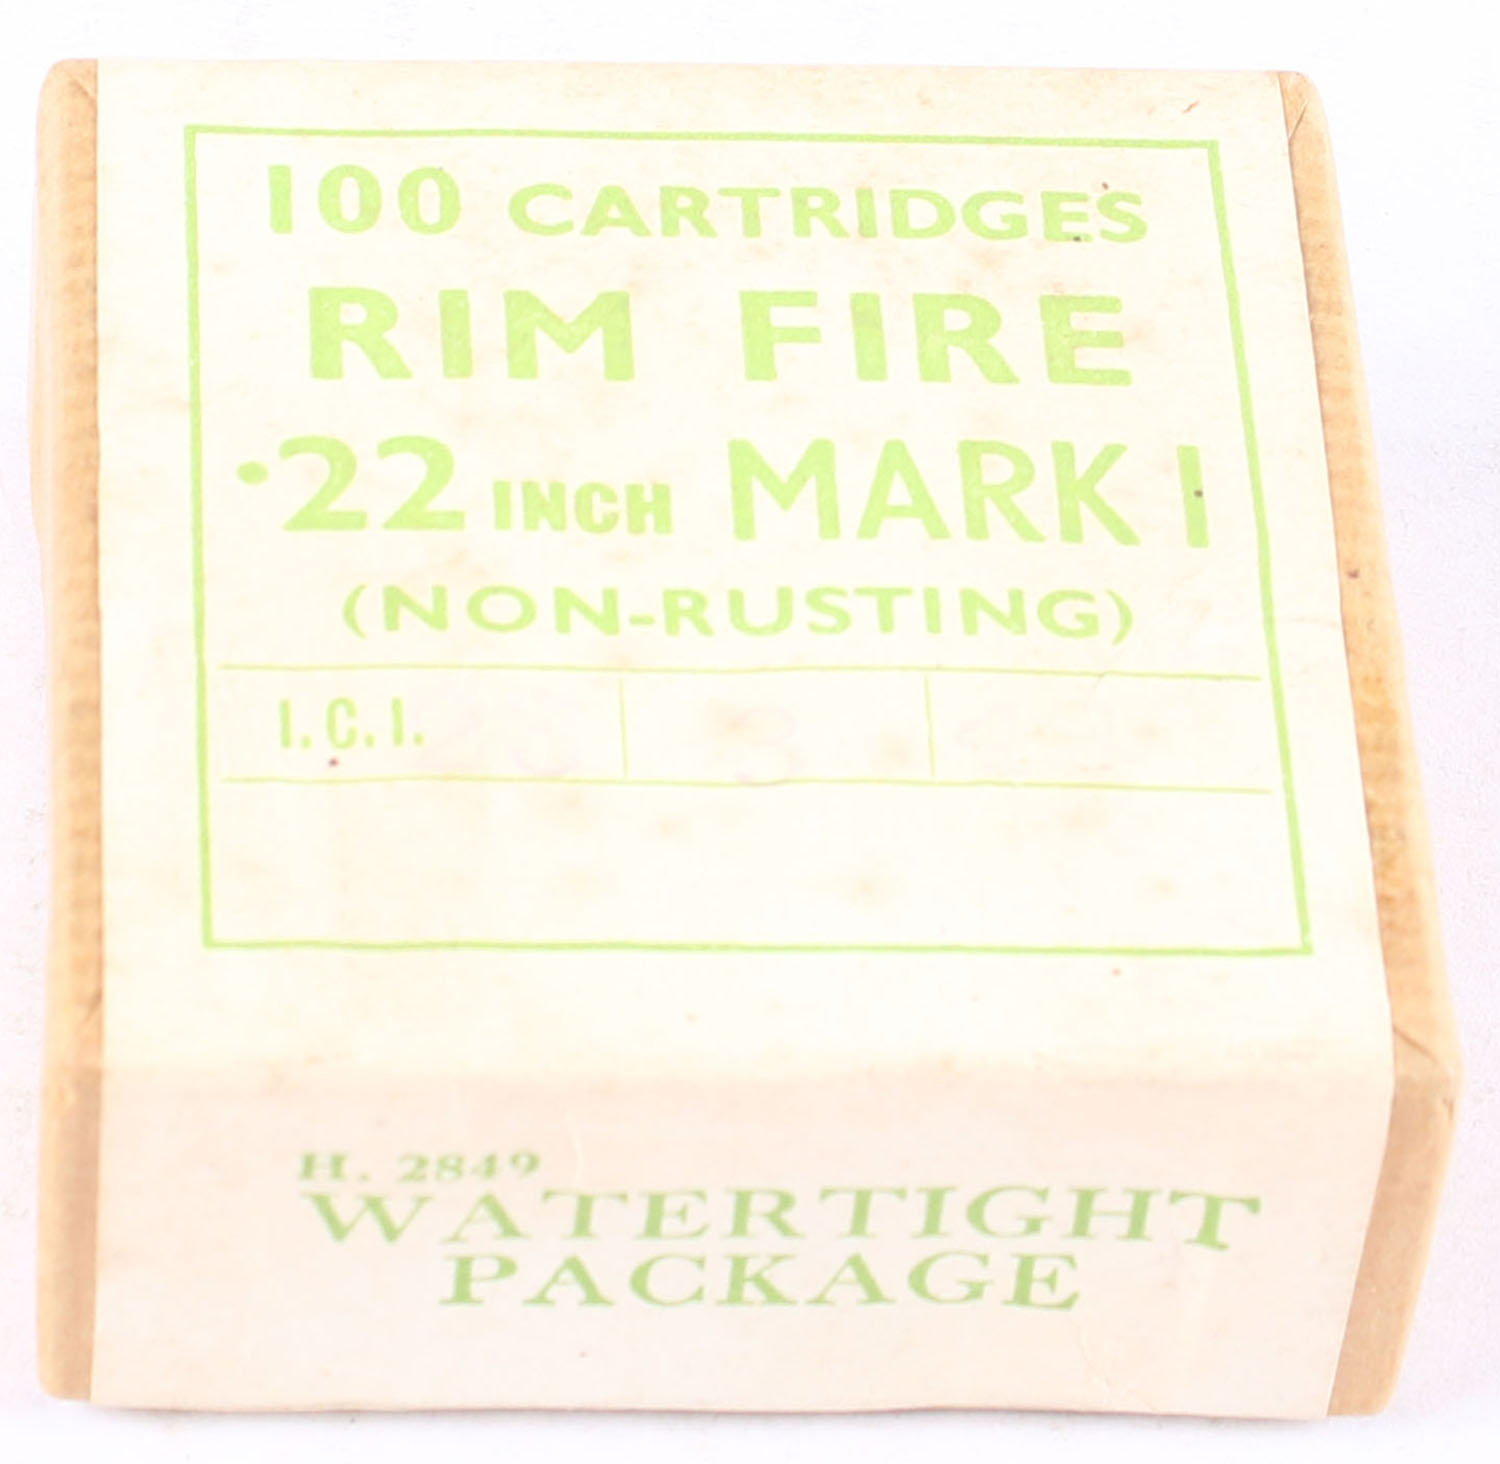 100 CARTRIDGES
RIM FIRE
·22 INCH MARK I
(NON-RUSTING)
I.C.I.
H. 2849
WATERTIGHT
PACKAGE